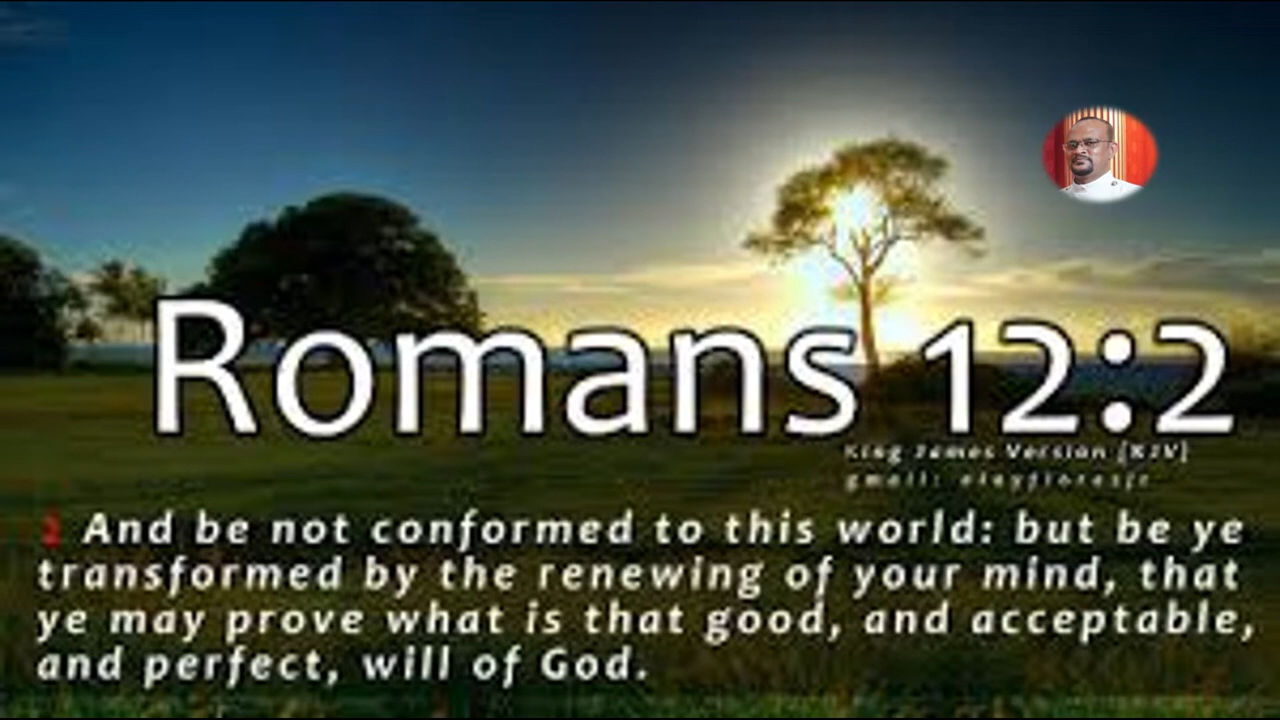 Romans 12:2
King James Version [KJV]
gmail:
2 And be not conformed to this world: but be ye
transformed by the renewing of your mind, that
ye may prove what is that good, and acceptable,
and perfect, will of God.